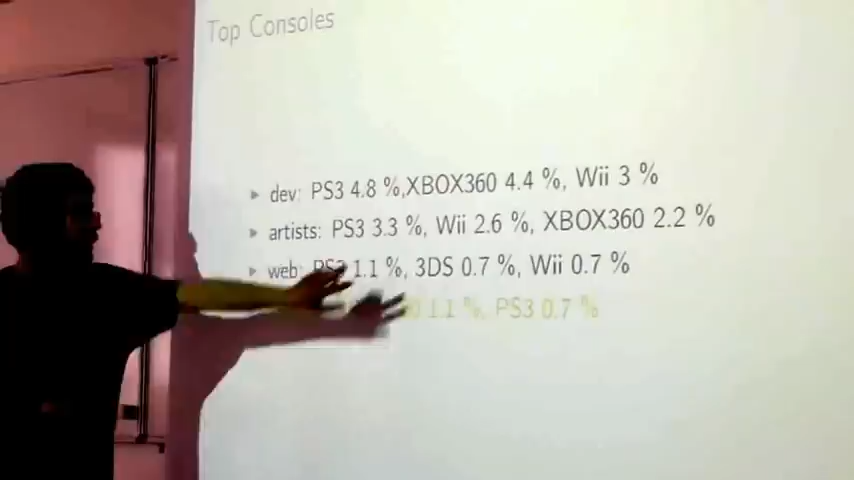 Top Consoles
▸ dev: PS3 4.8 %,XBOX360 4.4 %, Wii 3 %
▸ artists: PS3 3.3 %, Wii 2.6 %, XBOX360 2.2 %
▸ web: PS3 1.1 %, 3DS 0.7 %, Wii 0.7 %
1.1 %, PS3 0.7 %